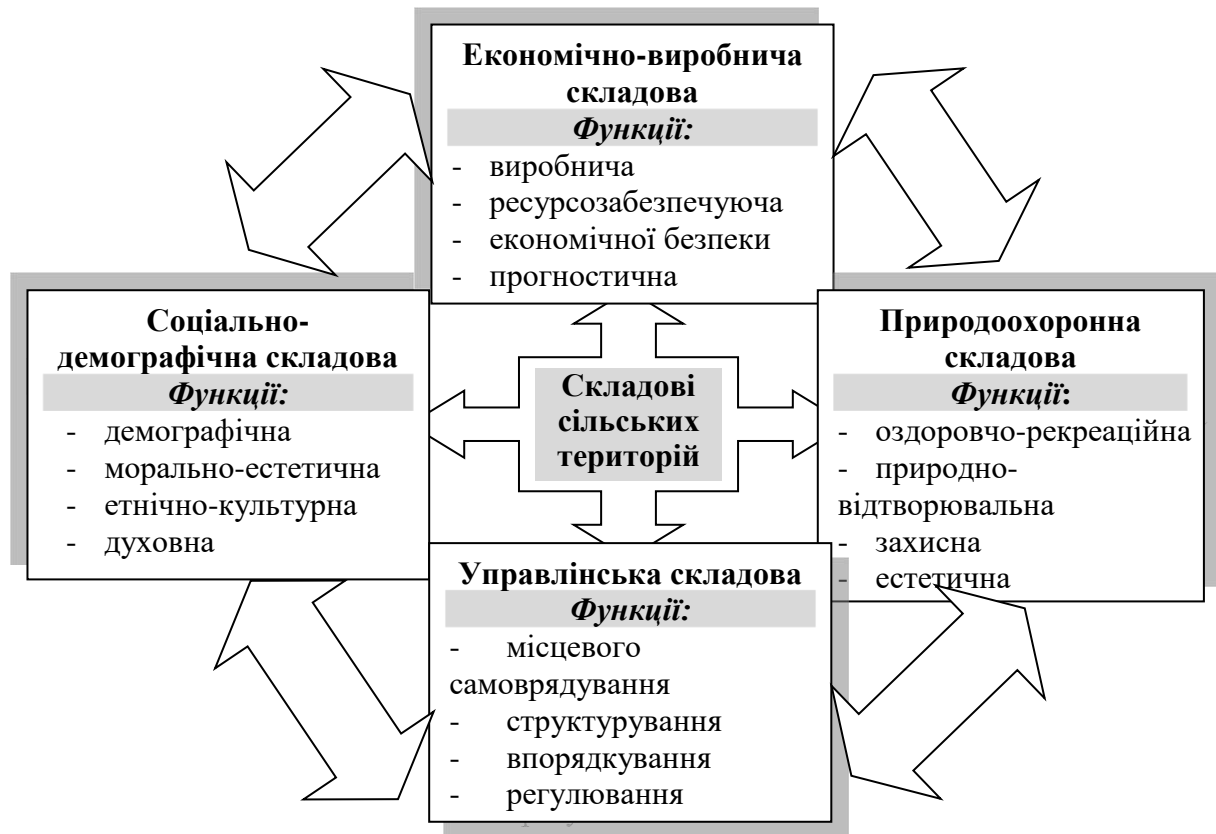 Економічно-виробнича
складова
Функції:
- виробнича
- ресурсозабезпечуюча
- економічної безпеки
- прогностична
Соціально-
демографічна складова
Функції:
- демографічна
- морально-естетична
- етнічно-культурна
- духовна
Складові
сільських
територій
Природоохоронна
складова
Функції:
- оздоровчо-рекреаційна
- природно-
відтворювальна
- захисна
- естетична
Управлінська складова
Функції:
- місцевого
самоврядування
- структурування
- впорядкування
- регулювання